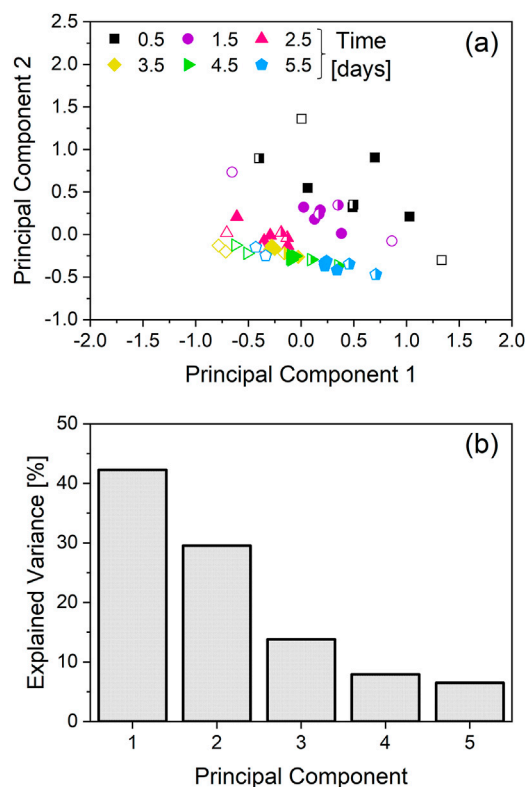 (a)
0.5 1.5 2.5 Time
3.5 4.5 5.5 [days]
2.5
2.0
1.5
1.0
0.5
0.0
-0.5
-1.0
Principal Component 2
-2.0 -1.5 -1.0 -0.5 0.0 0.5 1.0 1.5 2.0
Principal Component 1
(b)
50
40
30
20
10
0
Explained Variance [%]
1 2 3 4 5
Principal Component